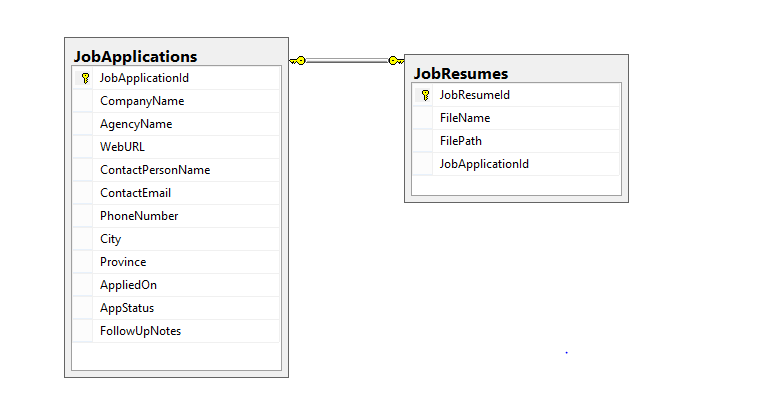 JobApplications
JobApplicationId
CompanyName
AgencyName
WebURL
ContactPersonName
ContactEmail
PhoneNumber
City
Province
AppliedOn
AppStatus
FollowUpNotes
JobResumes
JobResumeId
FileName
FilePath
JobApplicationId